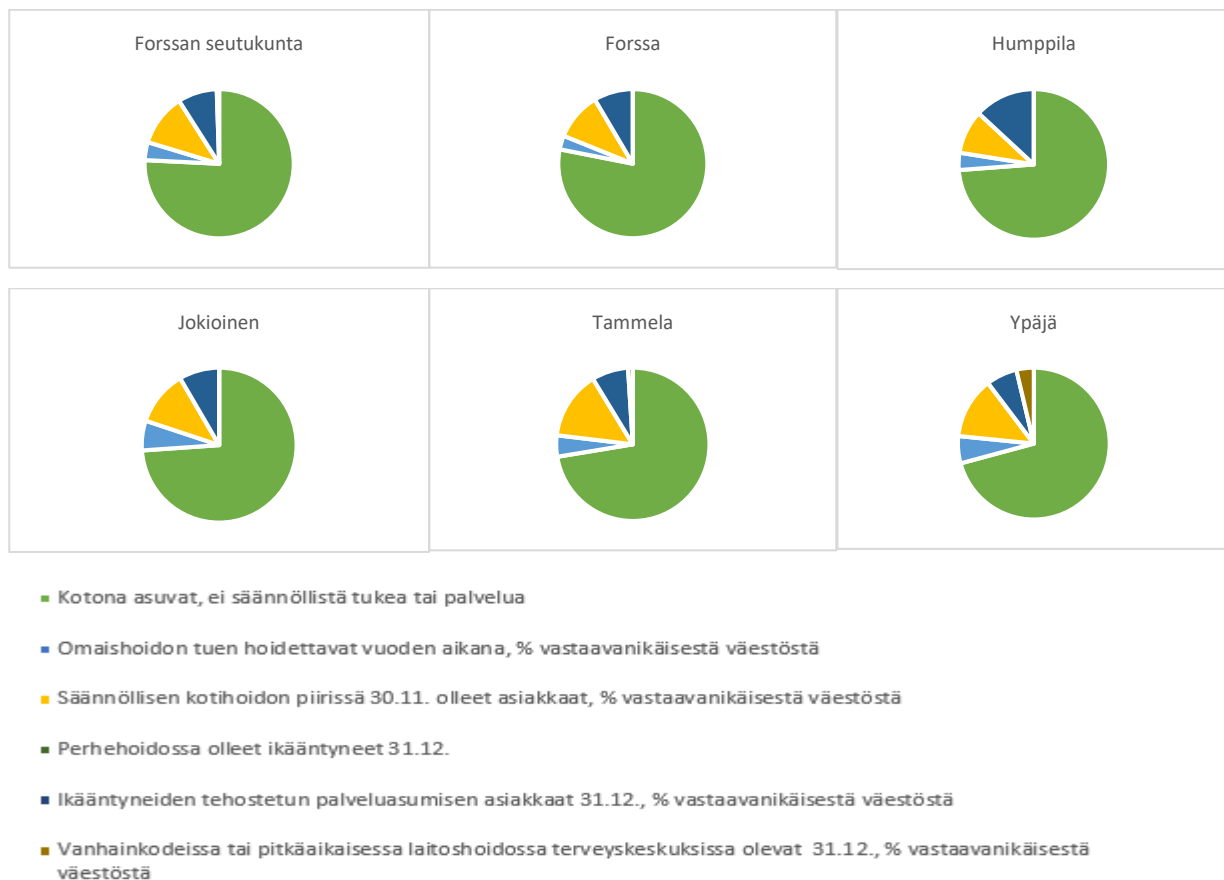 Forssan seutukunta
Forssa
Humppila
Jokioinen
Tammela
Ypäjä
Kotona asuvat, ei säännöllistä tukea tai palvelua
Omaishoidon tuen hoidettavat vuoden aikana, % vastaavanikäisestä väestöstä
Säännöllisen kotihoidon piirissä 30.11. olleet asiakkaat, % vastaavanikäisestä väestöstä
Perhehoidossa olleet ikääntyneet 31.12.
Ikääntyneiden tehostetun palveluasumisen asiakkaat 31.12., % vastaavanikäisestä väestöstä
Vanhainkodeissa tai pitkäaikaisessa laitoshoidossa terveyskeskuksissa olevat 31.12., % vastaavanikäisestä
väestöstä